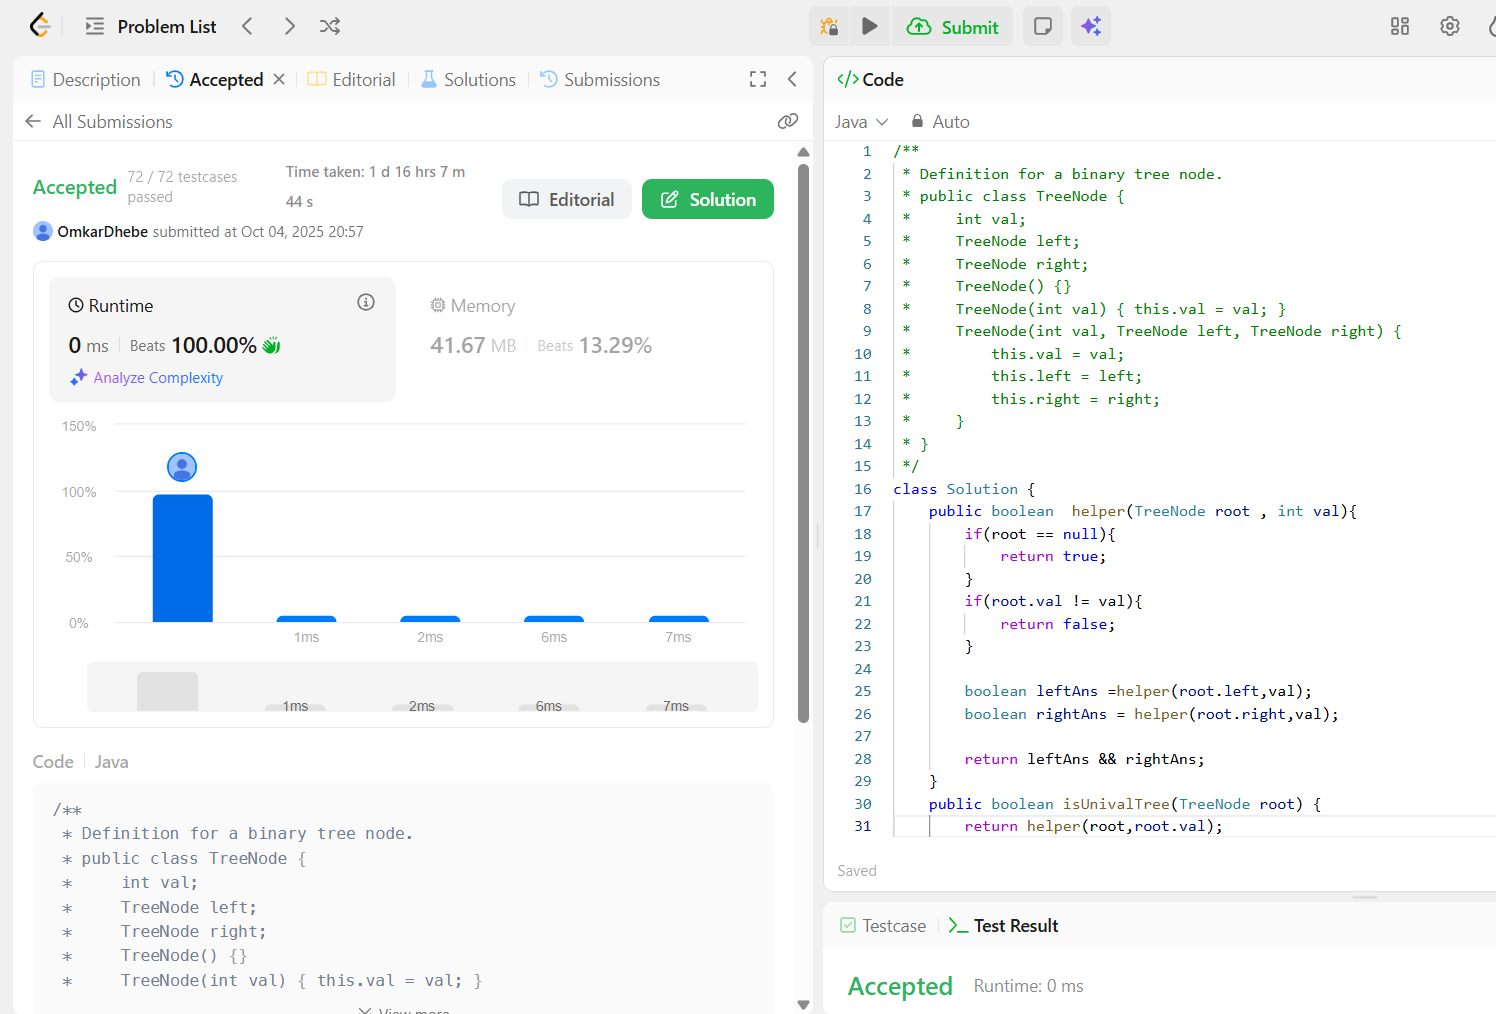 Problem List
Submit
Description
Accepted
Editorial
Solutions
Submissions
All Submissions
Accepted
72 / 72 testcases
passed
Time taken: 1 d 16 hrs 7 m
44 s
Editorial
Solution
OmkarDhebe submitted at Oct 04, 2025 20:57
Runtime
0 ms
Beats 100.00%
Analyze Complexity
Memory
41.67 MB
Beats 13.29%
150%
100%
50%
0%
1ms
2ms
6ms
7ms
1ms
2ms
6ms
7ms
Code
Java
/**
* Definition for a binary tree node.
* public class TreeNode {
*     int val;
*     TreeNode left;
*     TreeNode right;
*     TreeNode() {}
*     TreeNode(int val) { this.val = val; }
View more
</> Code
Java
Auto
1 /**
2  * Definition for a binary tree node.
3  * public class TreeNode {
4  *     int val;
5  *     TreeNode left;
6  *     TreeNode right;
7  *     TreeNode() {}
8  *     TreeNode(int val) { this.val = val; }
9  *     TreeNode(int val, TreeNode left, TreeNode right) {
10  *         this.val = val;
11  *         this.left = left;
12  *         this.right = right;
13  *     }
14  * }
15  */
16 class Solution {
17     public boolean  helper(TreeNode root , int val){
18         if(root == null){
19             return true;
20         }
21         if(root.val != val){
22             return false;
23         }
24
25         boolean leftAns =helper(root.left,val);
26         boolean rightAns = helper(root.right,val);
27
28         return leftAns && rightAns;
29     }
30     public boolean isUnivalTree(TreeNode root) {
31         return helper(root,root.val);
Saved
Testcase
Test Result
Accepted
Runtime: 0 ms